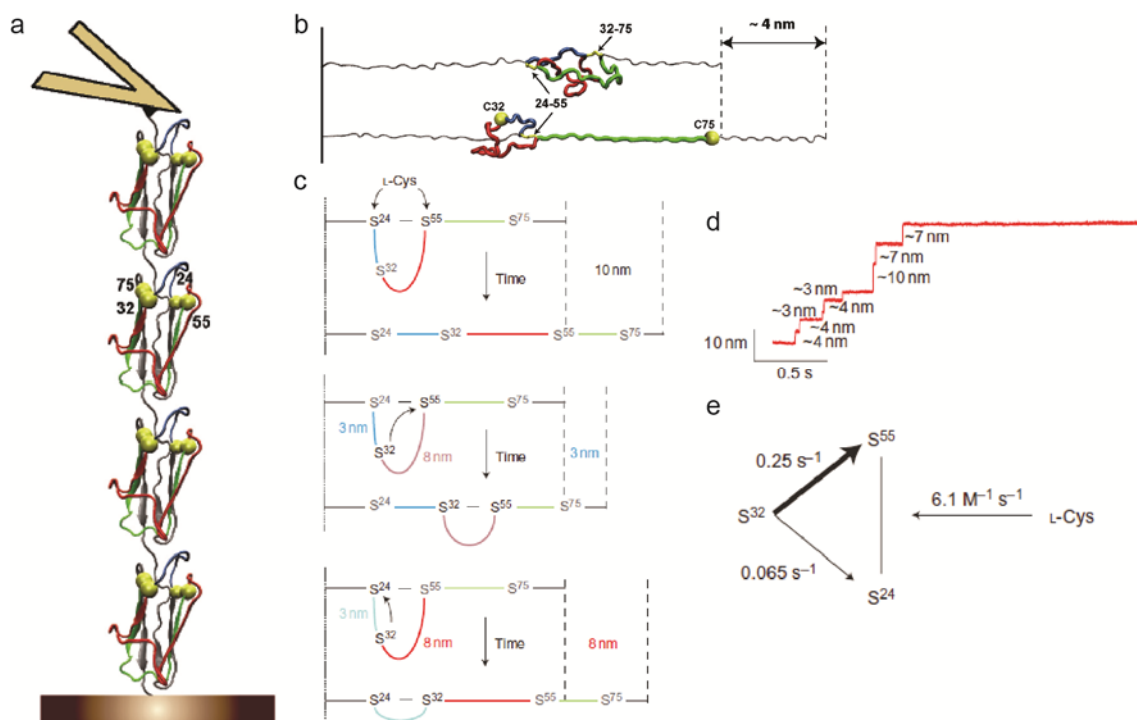 a
75
24
32
55
b
32-75
~ 4 nm
24-55
C32
C75
c
L-Cys
S²⁴ S⁵⁵ S⁷⁵
S³²
Time
10 nm
S²⁴ S³² S⁵⁵ S⁷⁵
S²⁴ S⁵⁵ S⁷⁵
3 nm
S³²
8 nm
Time
3 nm
S²⁴ S³² S⁵⁵ S⁷⁵
S²⁴ S⁵⁵ S⁷⁵
3 nm
S³²
8 nm
Time
8 nm
S²⁴ S³² S⁵⁵ S⁷⁵
d
~7 nm
~7 nm
~10 nm
~3 nm
~3 nm
~4 nm
~4 nm
~4 nm
10 nm
0.5 s
e
S⁵⁵
0.25 s⁻¹
S³²
6.1 M⁻¹ s⁻¹
L-Cys
0.065 s⁻¹
S²⁴